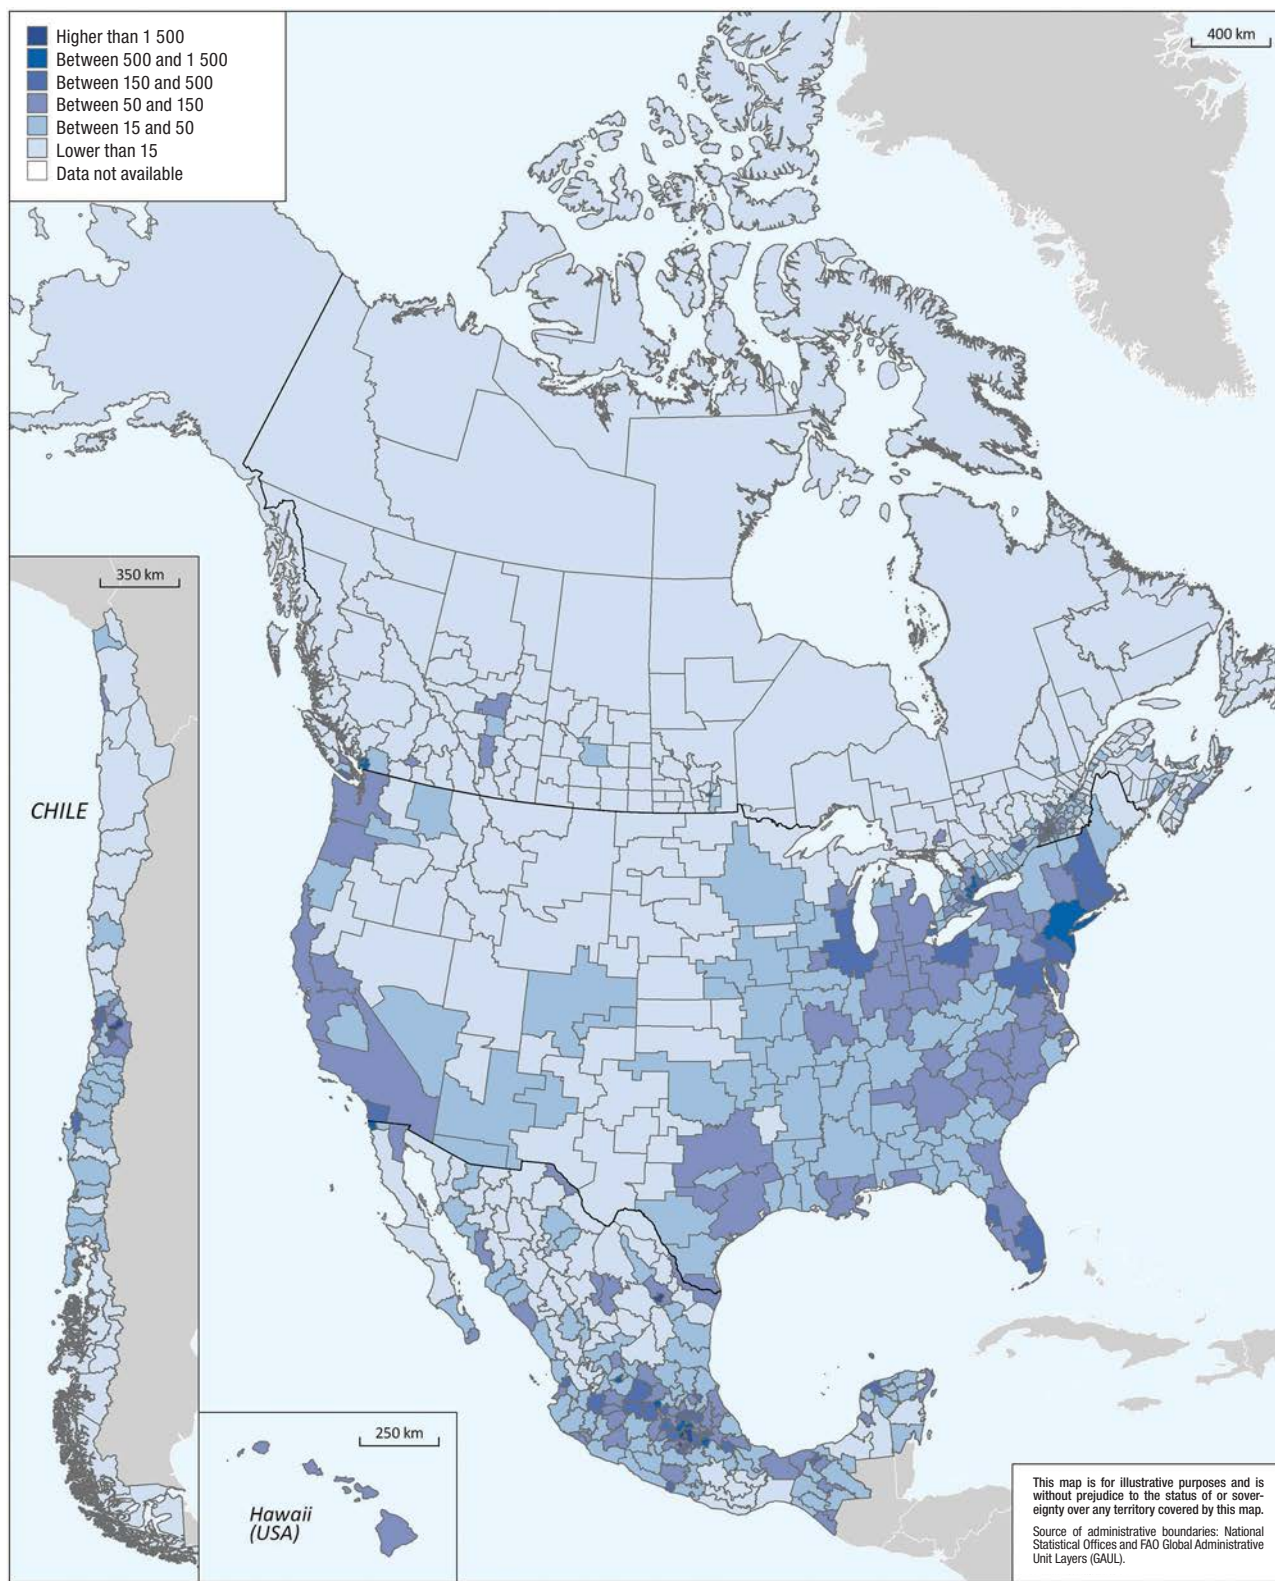 Higher than 1 500
Between 500 and 1 500
Between 150 and 500
Between 50 and 150
Between 15 and 50
Lower than 15
Data not available
400 km
350 km
CHILE
250 km
Hawaii
(USA)
This map is for illustrative purposes and is
without prejudice to the status of or sover-
eignty over any territory covered by this map.
Source of administrative boundaries: National
Statistical Offices and FAO Global Administrative
Unit Layers (GAUL).